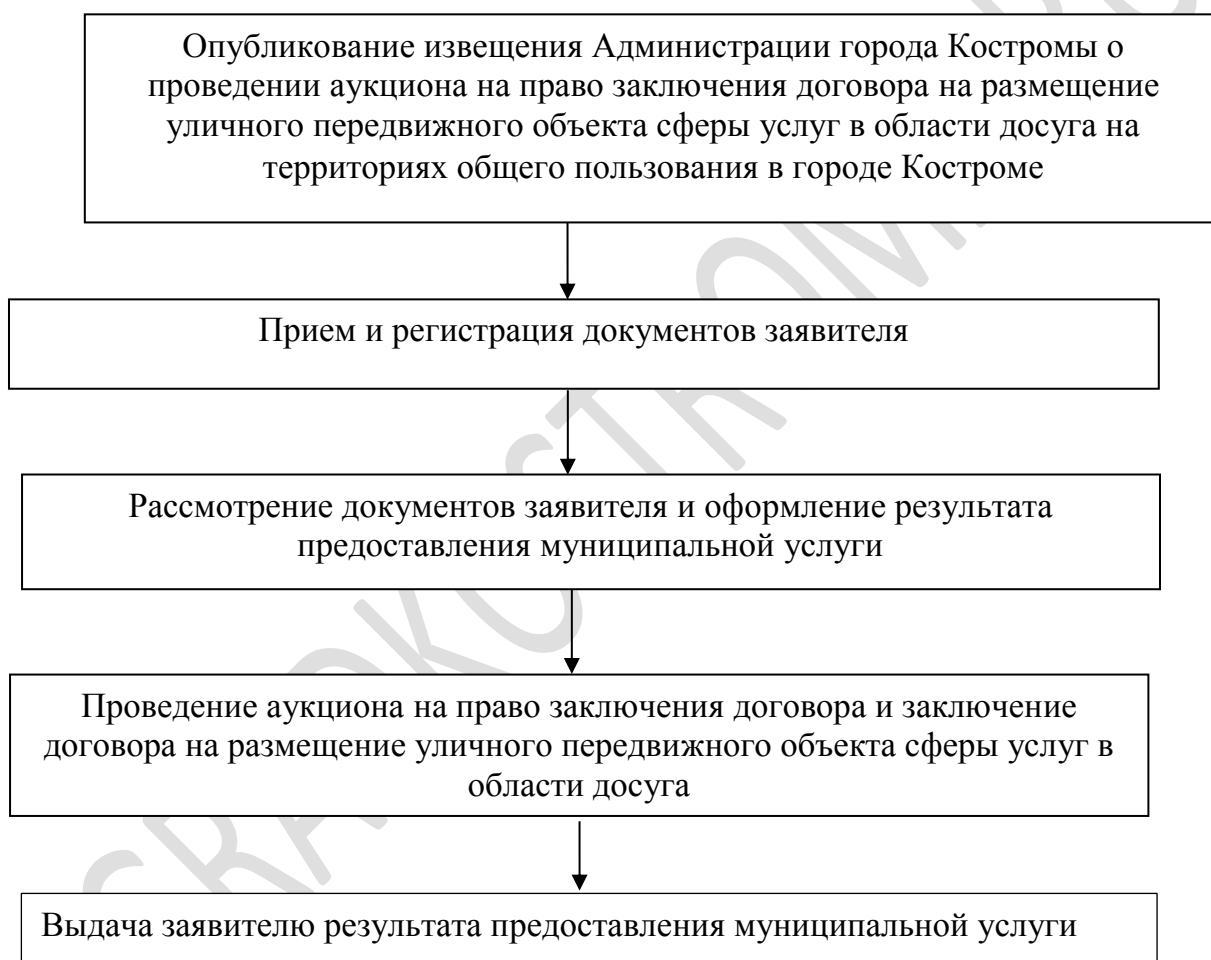 Опубликование извещения Администрации города Костромы о
проведении аукциона на право заключения договора на размещение
уличного передвижного объекта сферы услуг в области досуга на
территориях общего пользования в городе Костроме
Прием и регистрация документов заявителя
Рассмотрение документов заявителя и оформление результата
предоставления муниципальной услуги
Проведение аукциона на право заключения договора и заключение
договора на размещение уличного передвижного объекта сферы услуг в
области досуга
Выдача заявителю результата предоставления муниципальной услуги